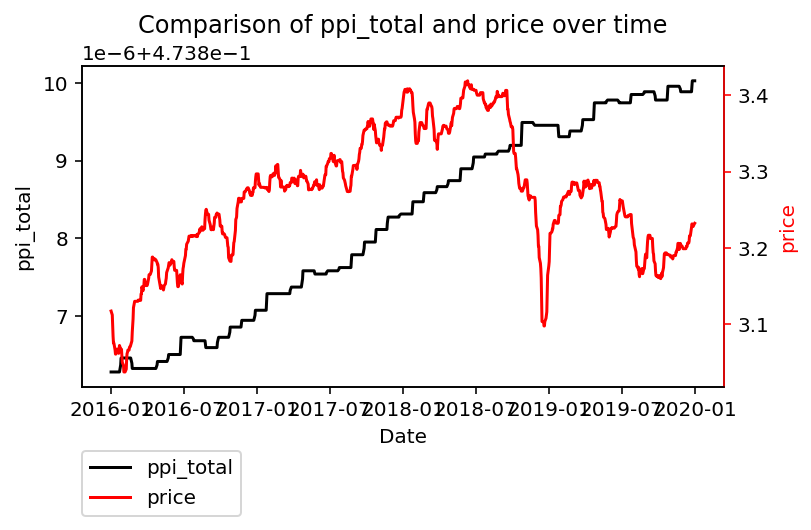 Comparison of ppi_total and price over time
1e−6+4.738e−1
10
9
8
7
ppi_total
3.4
3.3
3.2
3.1
price
2016-01 2016-07 2017-01 2017-07 2018-01 2018-07 2019-01 2019-07 2020-01
Date
ppi_total
price